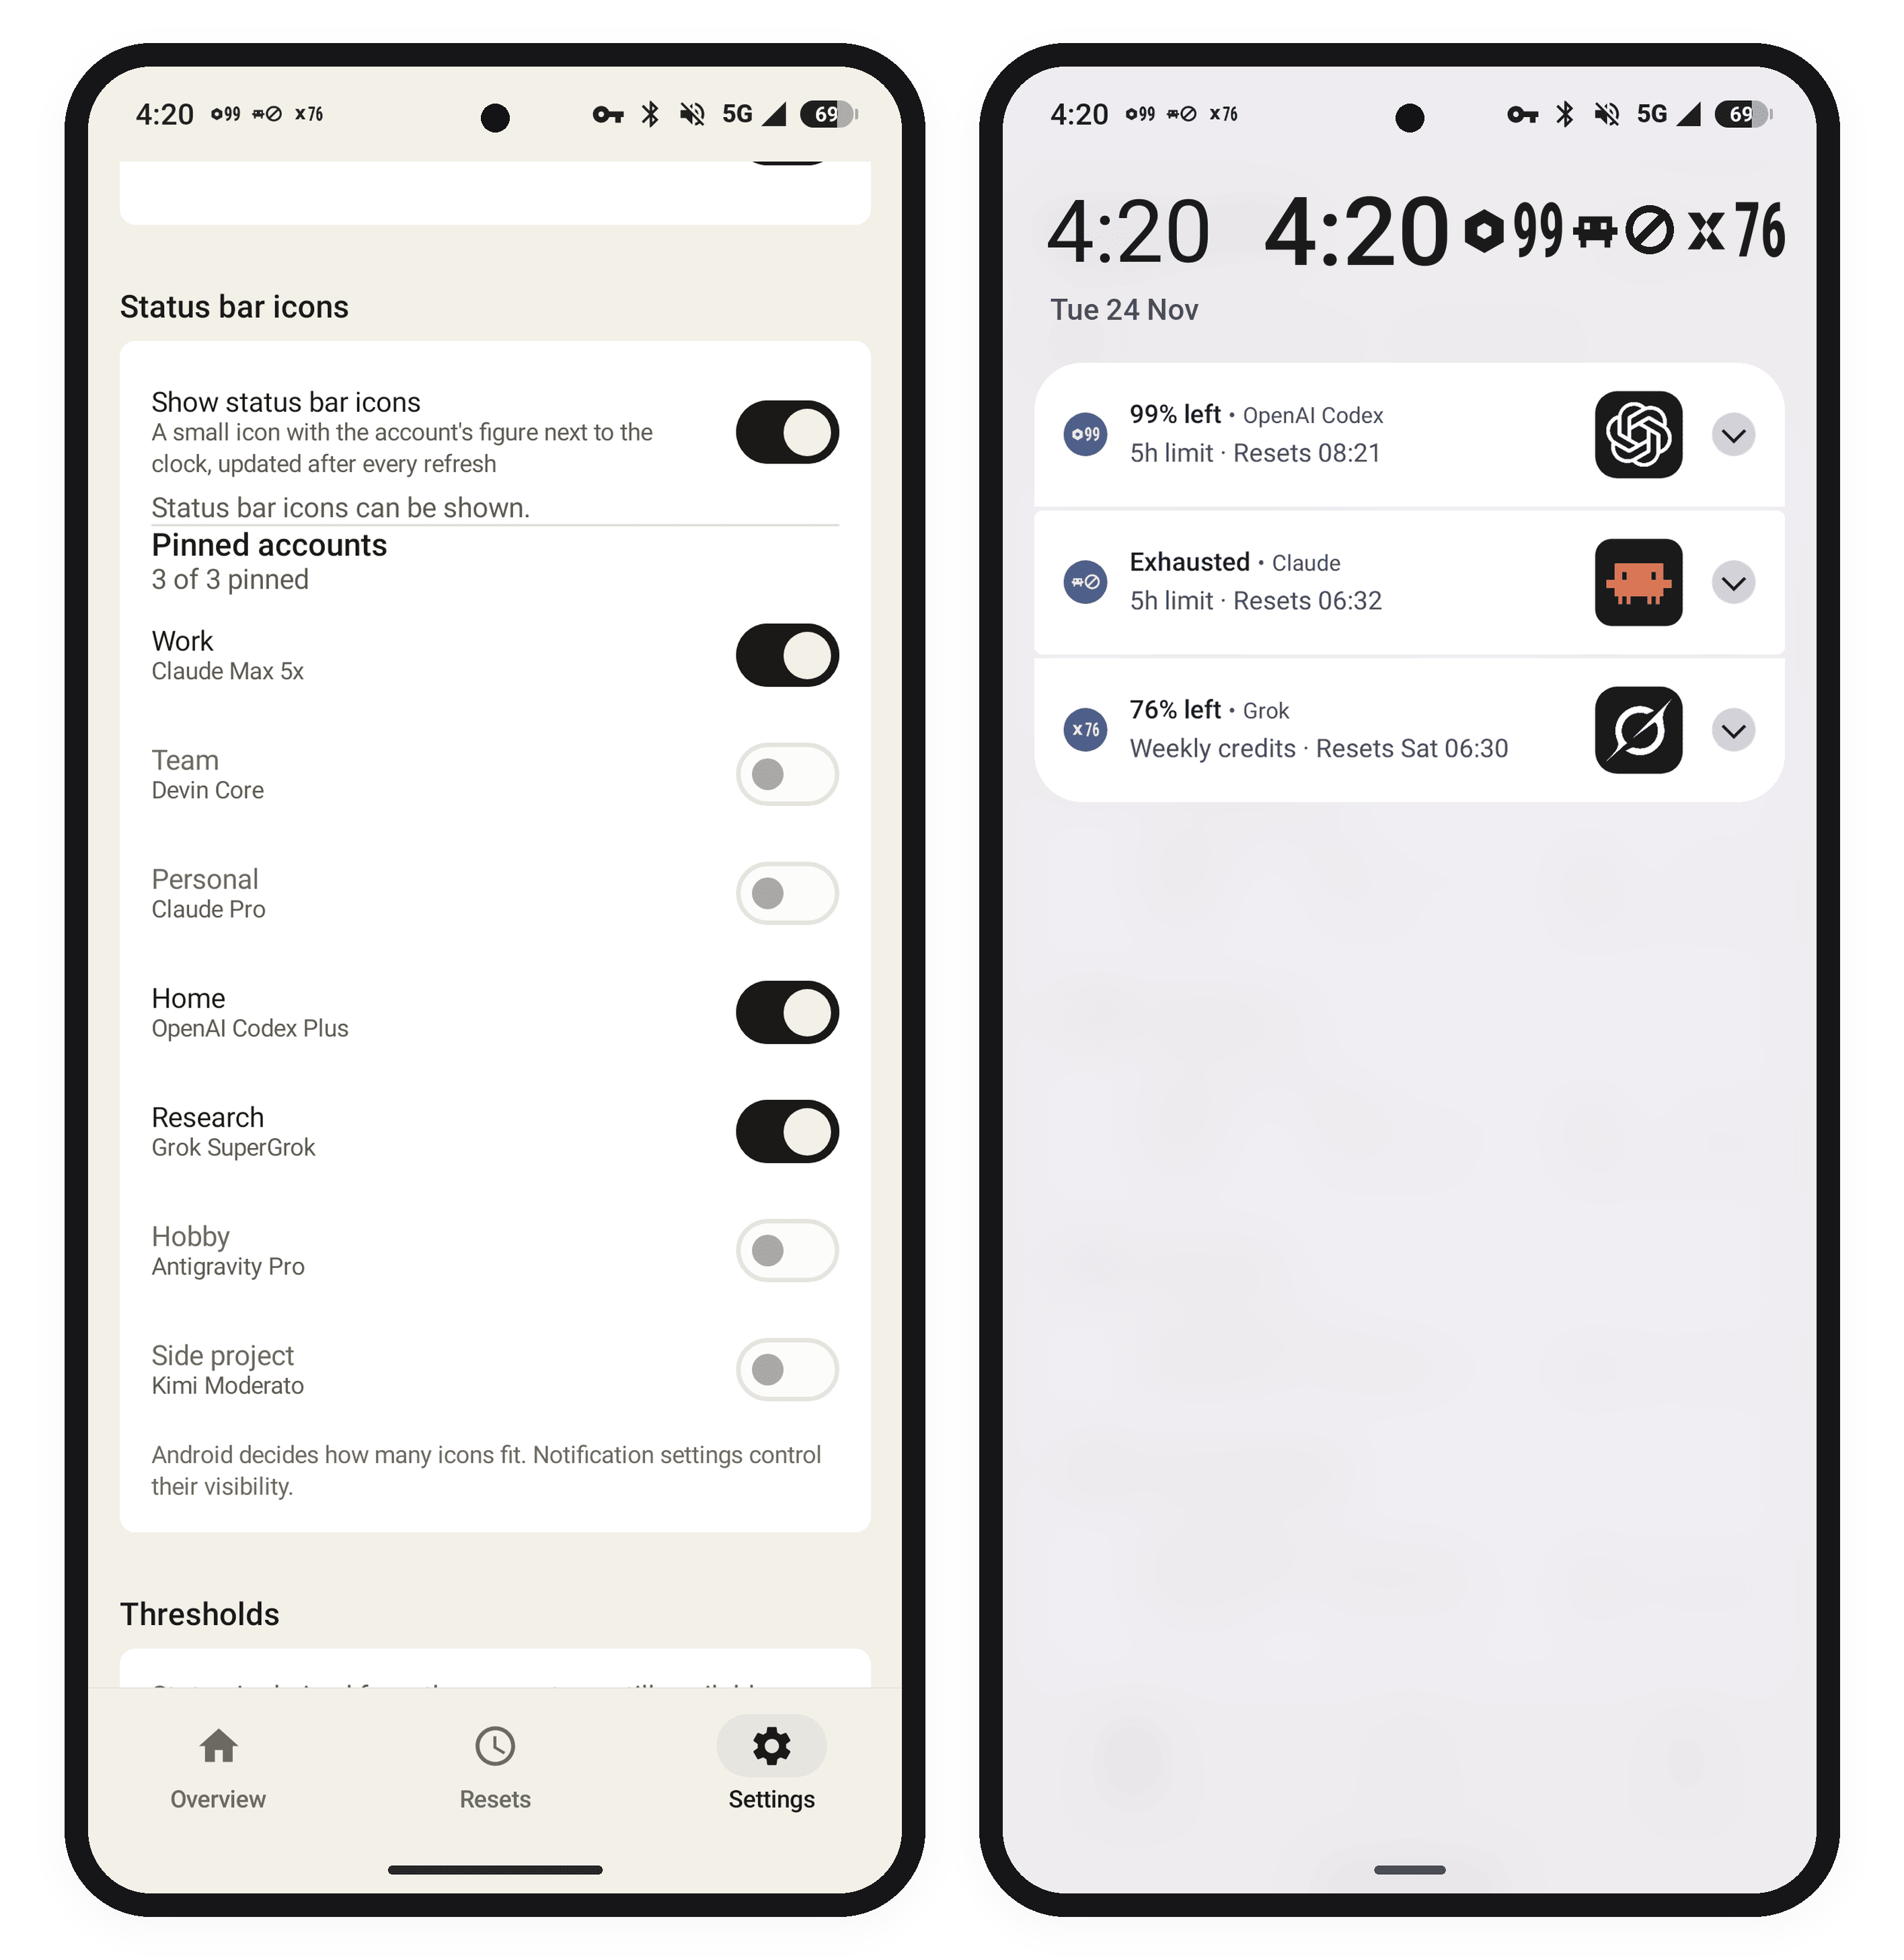 4:20 99 x 76 5G 69
Status bar icons
Show status bar icons
A small icon with the account's figure next to the
clock, updated after every refresh
Status bar icons can be shown.
Pinned accounts
3 of 3 pinned
Work
Claude Max 5x
Team
Devin Core
Personal
Claude Pro
Home
OpenAI Codex Plus
Research
Grok SuperGrok
Hobby
Antigravity Pro
Side project
Kimi Moderato
Android decides how many icons fit. Notification settings control
their visibility.
Thresholds
Overview
Resets
Settings
4:20 99 x 76 5G 69
4:20 4:20 99 x 76
Tue 24 Nov
99 99% left • OpenAI Codex
5h limit · Resets 08:21
Exhausted • Claude
5h limit · Resets 06:32
x 76 76% left • Grok
Weekly credits · Resets Sat 06:30